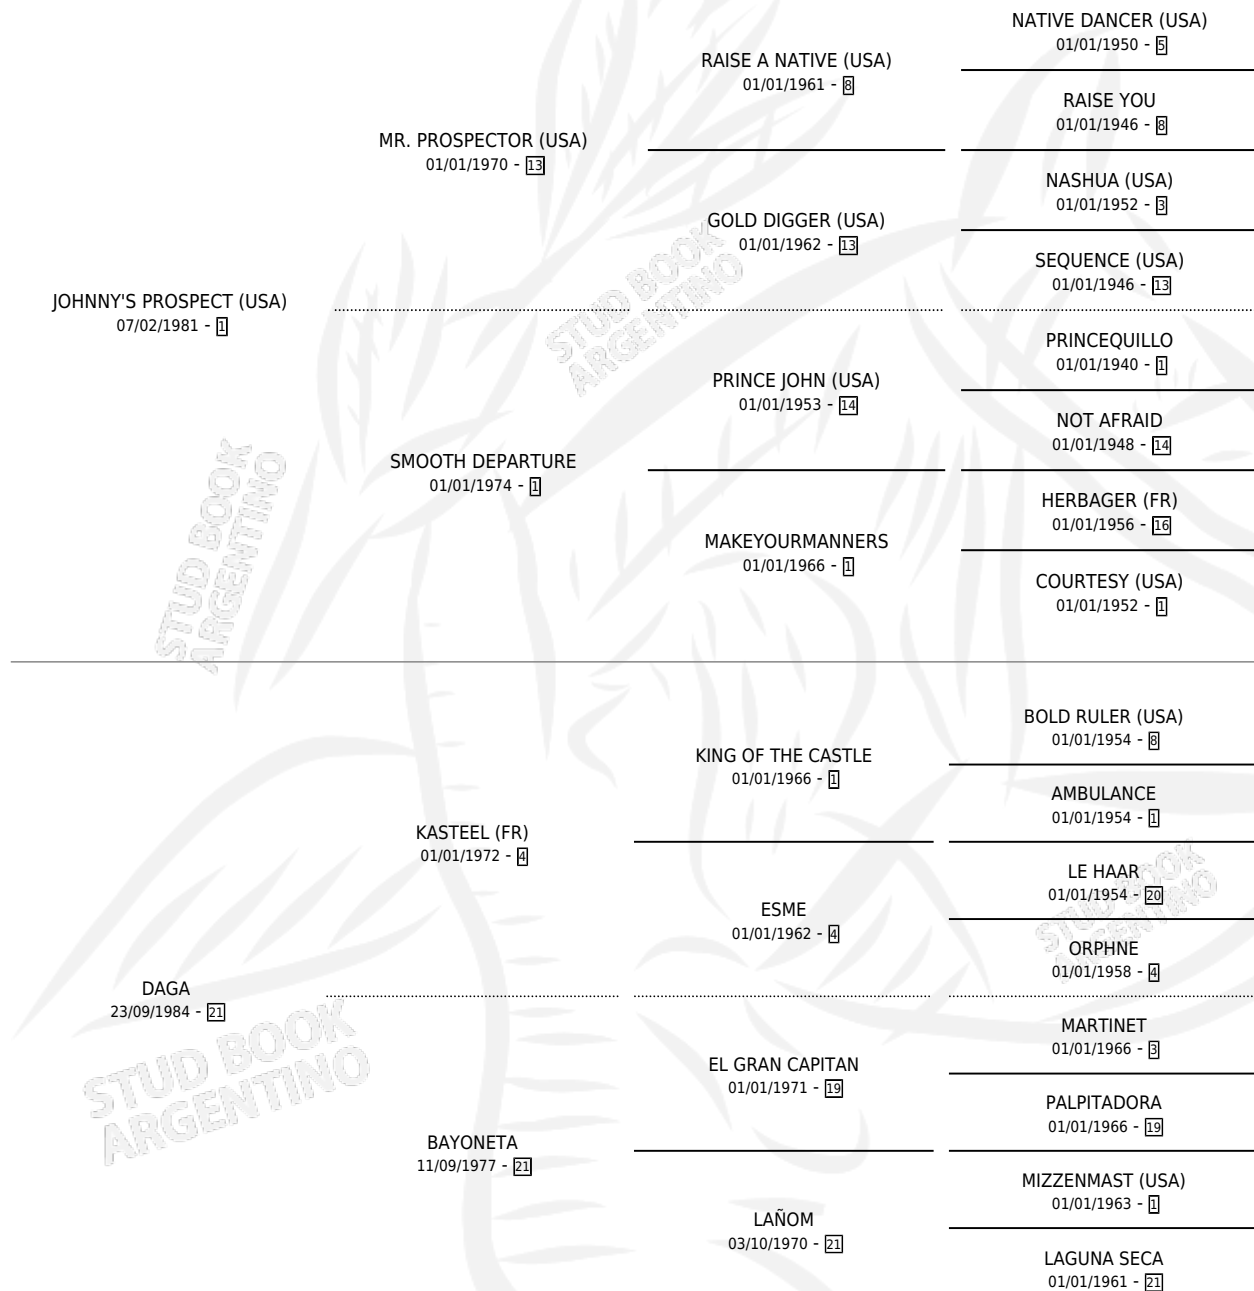 JOHNNY'S PROSPECT (USA)
07/02/1981 - 1
MR. PROSPECTOR (USA)
01/01/1970 - 13
RAISE A NATIVE (USA)
01/01/1961 - 8
NATIVE DANCER (USA)
01/01/1950 - 5
RAISE YOU
01/01/1946 - 8
GOLD DIGGER (USA)
01/01/1962 - 13
NASHUA (USA)
01/01/1952 - 3
SEQUENCE (USA)
01/01/1946 - 13
SMOOTH DEPARTURE
01/01/1974 - 1
PRINCE JOHN (USA)
01/01/1953 - 14
PRINCEQUILLO
01/01/1940 - 1
NOT AFRAID
01/01/1948 - 14
MAKEYOURMANNERS
01/01/1966 - 1
HERBAGER (FR)
01/01/1956 - 16
COURTESY (USA)
01/01/1952 - 1
DAGA
23/09/1984 - 21
KASTEEL (FR)
01/01/1972 - 4
KING OF THE CASTLE
01/01/1966 - 1
BOLD RULER (USA)
01/01/1954 - 8
AMBULANCE
01/01/1954 - 1
ESME
01/01/1962 - 4
LE HAAR
01/01/1954 - 20
ORPHNE
01/01/1958 - 4
BAYONETA
11/09/1977 - 21
EL GRAN CAPITAN
01/01/1971 - 19
MARTINET
01/01/1966 - 3
PALPITADORA
01/01/1966 - 19
LAÑOM
03/10/1970 - 21
MIZZENMAST (USA)
01/01/1963 - 1
LAGUNA SECA
01/01/1961 - 21
STUD BOOK
ARGENTINO
STUD BOOK
ARGENTINO
STUD BOOK
ARGENTINO
STUD BOOK
ARGENTINO